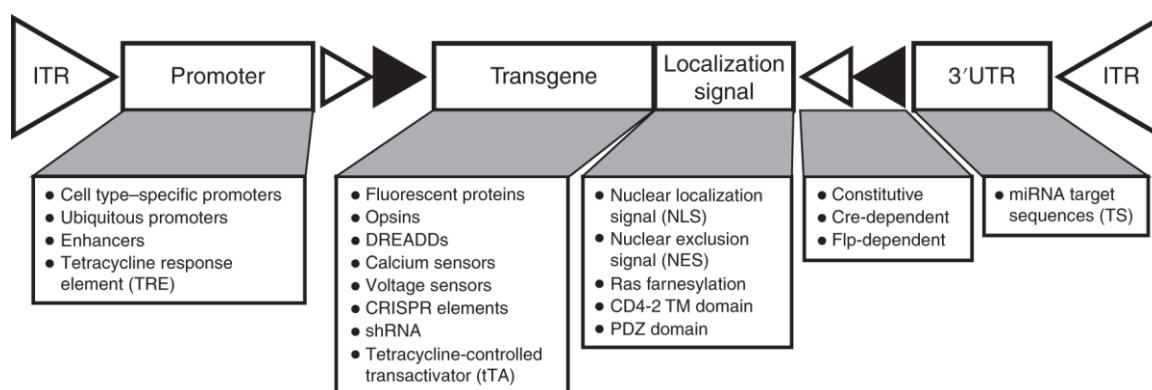 ITR
Promoter
Transgene
Localization
signal
3′UTR
ITR
● Cell type–specific promoters
● Ubiquitous promoters
● Enhancers
● Tetracycline response
element (TRE)
● Fluorescent proteins
● Opsins
● DREADDs
● Calcium sensors
● Voltage sensors
● CRISPR elements
● shRNA
● Tetracycline-controlled
transactivator (tTA)
● Nuclear localization
signal (NLS)
● Nuclear exclusion
signal (NES)
● Ras farnesylation
● CD4-2 TM domain
● PDZ domain
● Constitutive
● Cre-dependent
● Flp-dependent
● miRNA target
sequences (TS)